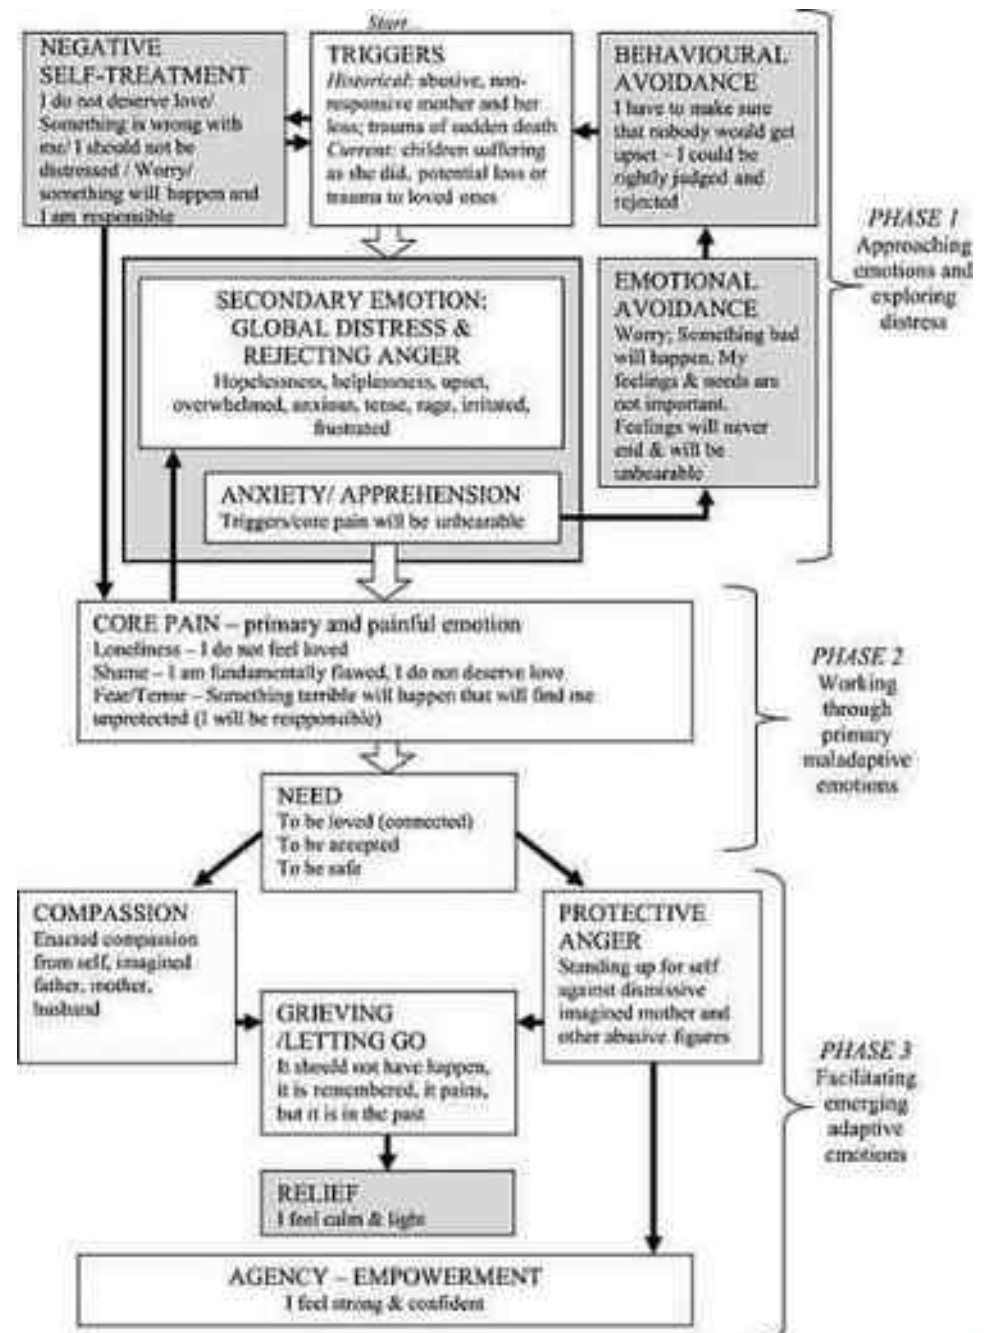 Start...
NEGATIVE
SELF-TREATMENT
I do not deserve love/
Something is wrong with
me/ I should not be
distressed / Worry/
something will happen and
I am responsible
TRIGGERS
Historical: abusive, non-
responsive mother and her
loss; trauma of sudden death
Current: children suffering
as she did, potential loss or
trauma to loved ones
BEHAVIOURAL
AVOIDANCE
I have to make sure
that nobody would get
upset – I could be
rightly judged and
rejected
PHASE 1
Approaching
emotions and
exploring
distress
SECONDARY EMOTION:
GLOBAL DISTRESS &
REJECTING ANGER
Hopelessness, helplessness, upset,
overwhelmed, anxious, tense, rage, irritated,
frustrated
EMOTIONAL
AVOIDANCE
Worry; Something bad
will happen. My
feelings & needs are
not important.
Feelings will never
end & will be
unbearable
ANXIETY/ APPREHENSION
Triggers/core pain will be unbearable
CORE PAIN – primary and painful emotion
Loneliness – I do not feel loved
Shame – I am fundamentally flawed, I do not deserve love
Fear/Terror – Something terrible will happen that will find me
unprotected (I will be respponsible)
PHASE 2
Working
through
primary
maladaptive
emotions
NEED
To be loved (connected)
To be accepted
To be safe
COMPASSION
Enacted compassion
from self, imagined
father, mother,
husband
PROTECTIVE
ANGER
Standing up for self
against dismissive
imagined mother and
other abusive figures
GRIEVING
/LETTING GO
It should not have happen,
it is remembered, it pains,
but it is in the past
PHASE 3
Facilitating
emerging
adaptive
emotions
RELIEF
I feel calm & light
AGENCY – EMPOWERMENT
I feel strong & confident